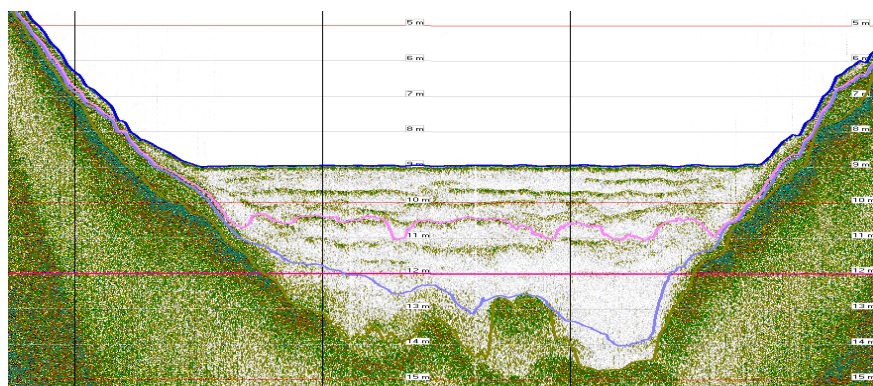 5 m 5 m
6 m 6 m
7 m 7 m
8 m 8 m
9 m 9 m
10 m 10 m
11 m 11 m
12 m 12 m
13 m 13 m
14 m 14 m
15 m 15 m